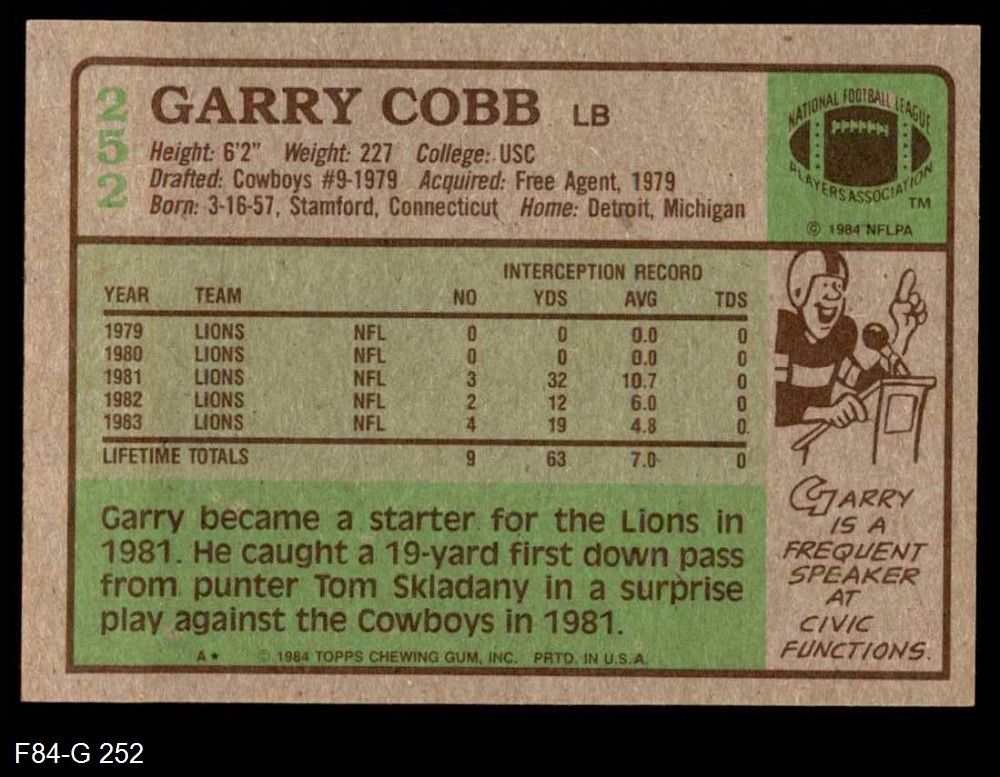 252
GARRY COBB LB
Height: 6'2" Weight: 227 College: USC
Drafted: Cowboys #9-1979 Acquired: Free Agent, 1979
Born: 3-16-57, Stamford, Connecticut Home: Detroit, Michigan
NATIONAL FOOTBALL LEAGUE
PLAYERS ASSOCIATION
TM
© 1984 NFLPA
INTERCEPTION RECORD
YEAR TEAM NO YDS AVG TDS
1979 LIONS NFL 0 0 0.0 0
1980 LIONS NFL 0 0 0.0 0
1981 LIONS NFL 3 32 10.7 0
1982 LIONS NFL 2 12 6.0 0
1983 LIONS NFL 4 19 4.8 0
LIFETIME TOTALS 9 63 7.0 0
Garry became a starter for the Lions in
1981. He caught a 19-yard first down pass
from punter Tom Skladany in a surprise
play against the Cowboys in 1981.
A* © 1984 TOPPS CHEWING GUM, INC. PRTD. IN U.S.A.
GARRY
IS A
FREQUENT
SPEAKER
AT
CIVIC
FUNCTIONS.
F84-G 252